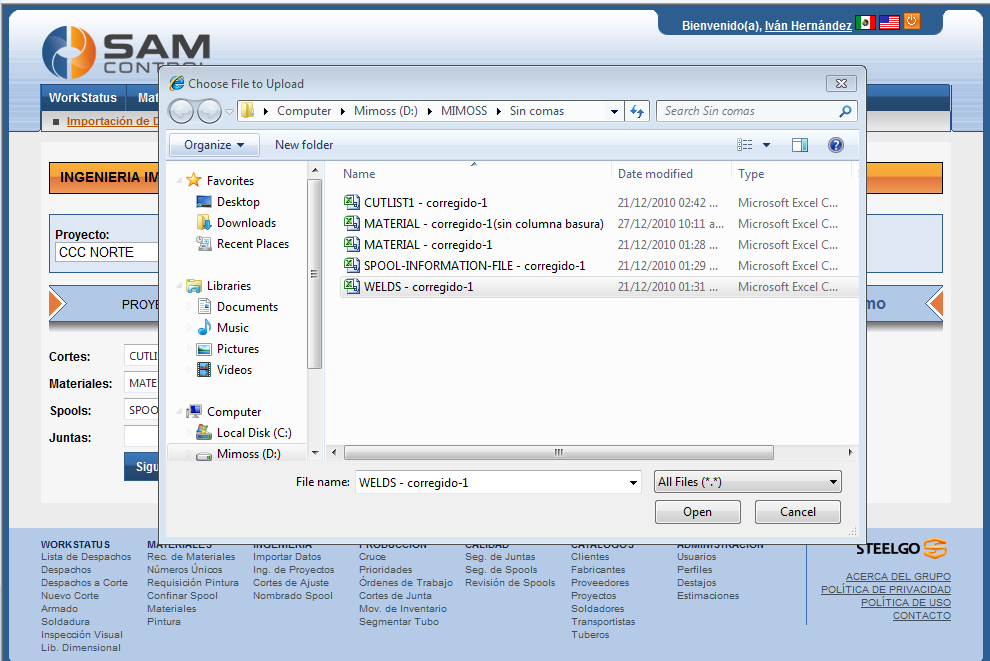 Bienvenido(a), Iván Hernández
SAM
CONTROL
Choose File to Upload
WorkStatus
Computer Mimoss (D:) MIMOSS Sin comas
Search Sin comas
Importación de
Organize
New folder
INGENIERIA
Favorites
Desktop
Downloads
Recent Places
Libraries
Documents
Music
Pictures
Videos
Computer
Local Disk (C:)
Mimoss (D:)
Name Date modified Type
CUTLIST1 - corregido-1 21/12/2010 02:42 ... Microsoft Excel C...
MATERIAL - corregido-1(sin columna basura) 27/12/2010 10:11 a... Microsoft Excel C...
MATERIAL - corregido-1 21/12/2010 01:28 ... Microsoft Excel C...
SPOOL-INFORMATION-FILE - corregido-1 21/12/2010 01:29 ... Microsoft Excel C...
WELDS - corregido-1 21/12/2010 01:31 ... Microsoft Excel C...
File name: WELDS - corregido-1
All Files (*.*)
Open
Cancel
Proyecto:
CCC NORTE
PROYE
mo
Cortes: CUTLI
Materiales: MATE
Spools: SPOO
Juntas:
Sigu
WORKSTATUS
Lista de Despachos
Despachos
Despachos a Corte
Nuevo Corte
Armado
Soldadura
Inspección Visual
Lib. Dimensional
MATERIALES
Rec. de Materiales
Números Únicos
Requisición Pintura
Confinar Spool
Materiales
Pintura
INGENIERIA
Importar Datos
Ing. de Proyectos
Cortes de Ajuste
Nombrado Spool
PRODUCCION
Cruce
Prioridades
Órdenes de Trabajo
Cortes de Junta
Mov. de Inventario
Segmentar Tubo
CALIDAD
Seg. de Juntas
Seg. de Spools
Revisión de Spools
CATALOGOS
Clientes
Fabricantes
Proveedores
Proyectos
Soldadores
Transportistas
Tuberos
ADMINISTRACION
Usuarios
Perfiles
Destajos
Estimaciones
STEELGO
ACERCA DEL GRUPO
POLÍTICA DE PRIVACIDAD
POLÍTICA DE USO
CONTACTO